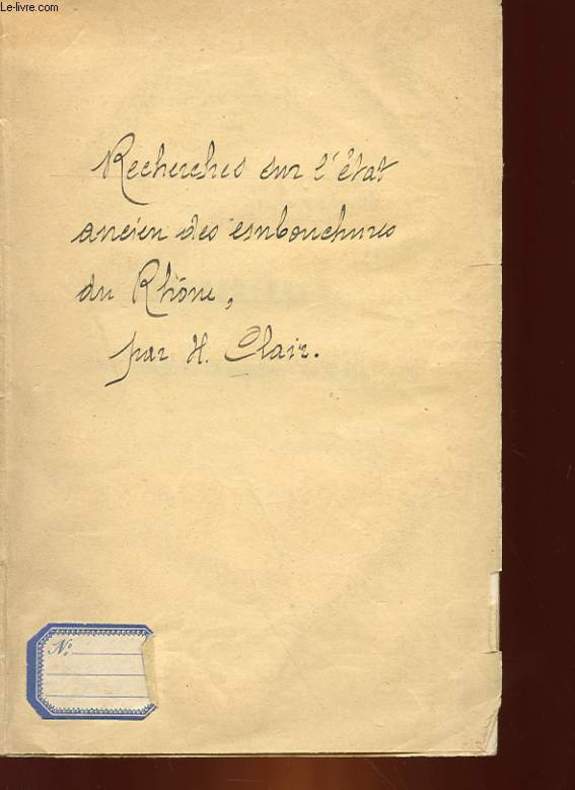 Le-livre.com
Recherches sur l'état
ancien des embouchures
du Rhône,
par H. Clair.
N°